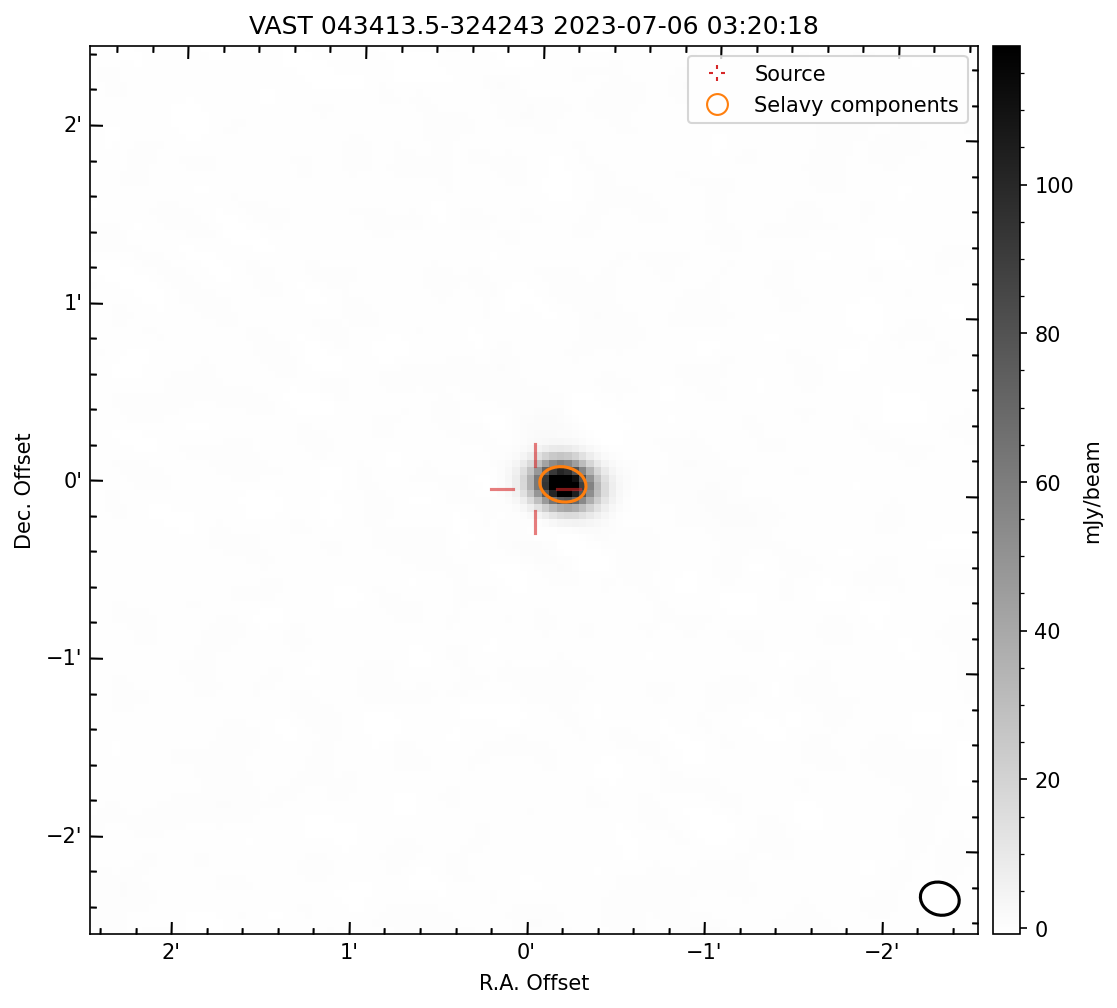 VAST 043413.5-324243 2023-07-06 03:20:18
Source
Selavy components
2'
1'
0'
−1'
−2'
Dec. Offset
2'
1'
0'
−1'
−2'
R.A. Offset
100
80
60
40
20
0
mJy/beam